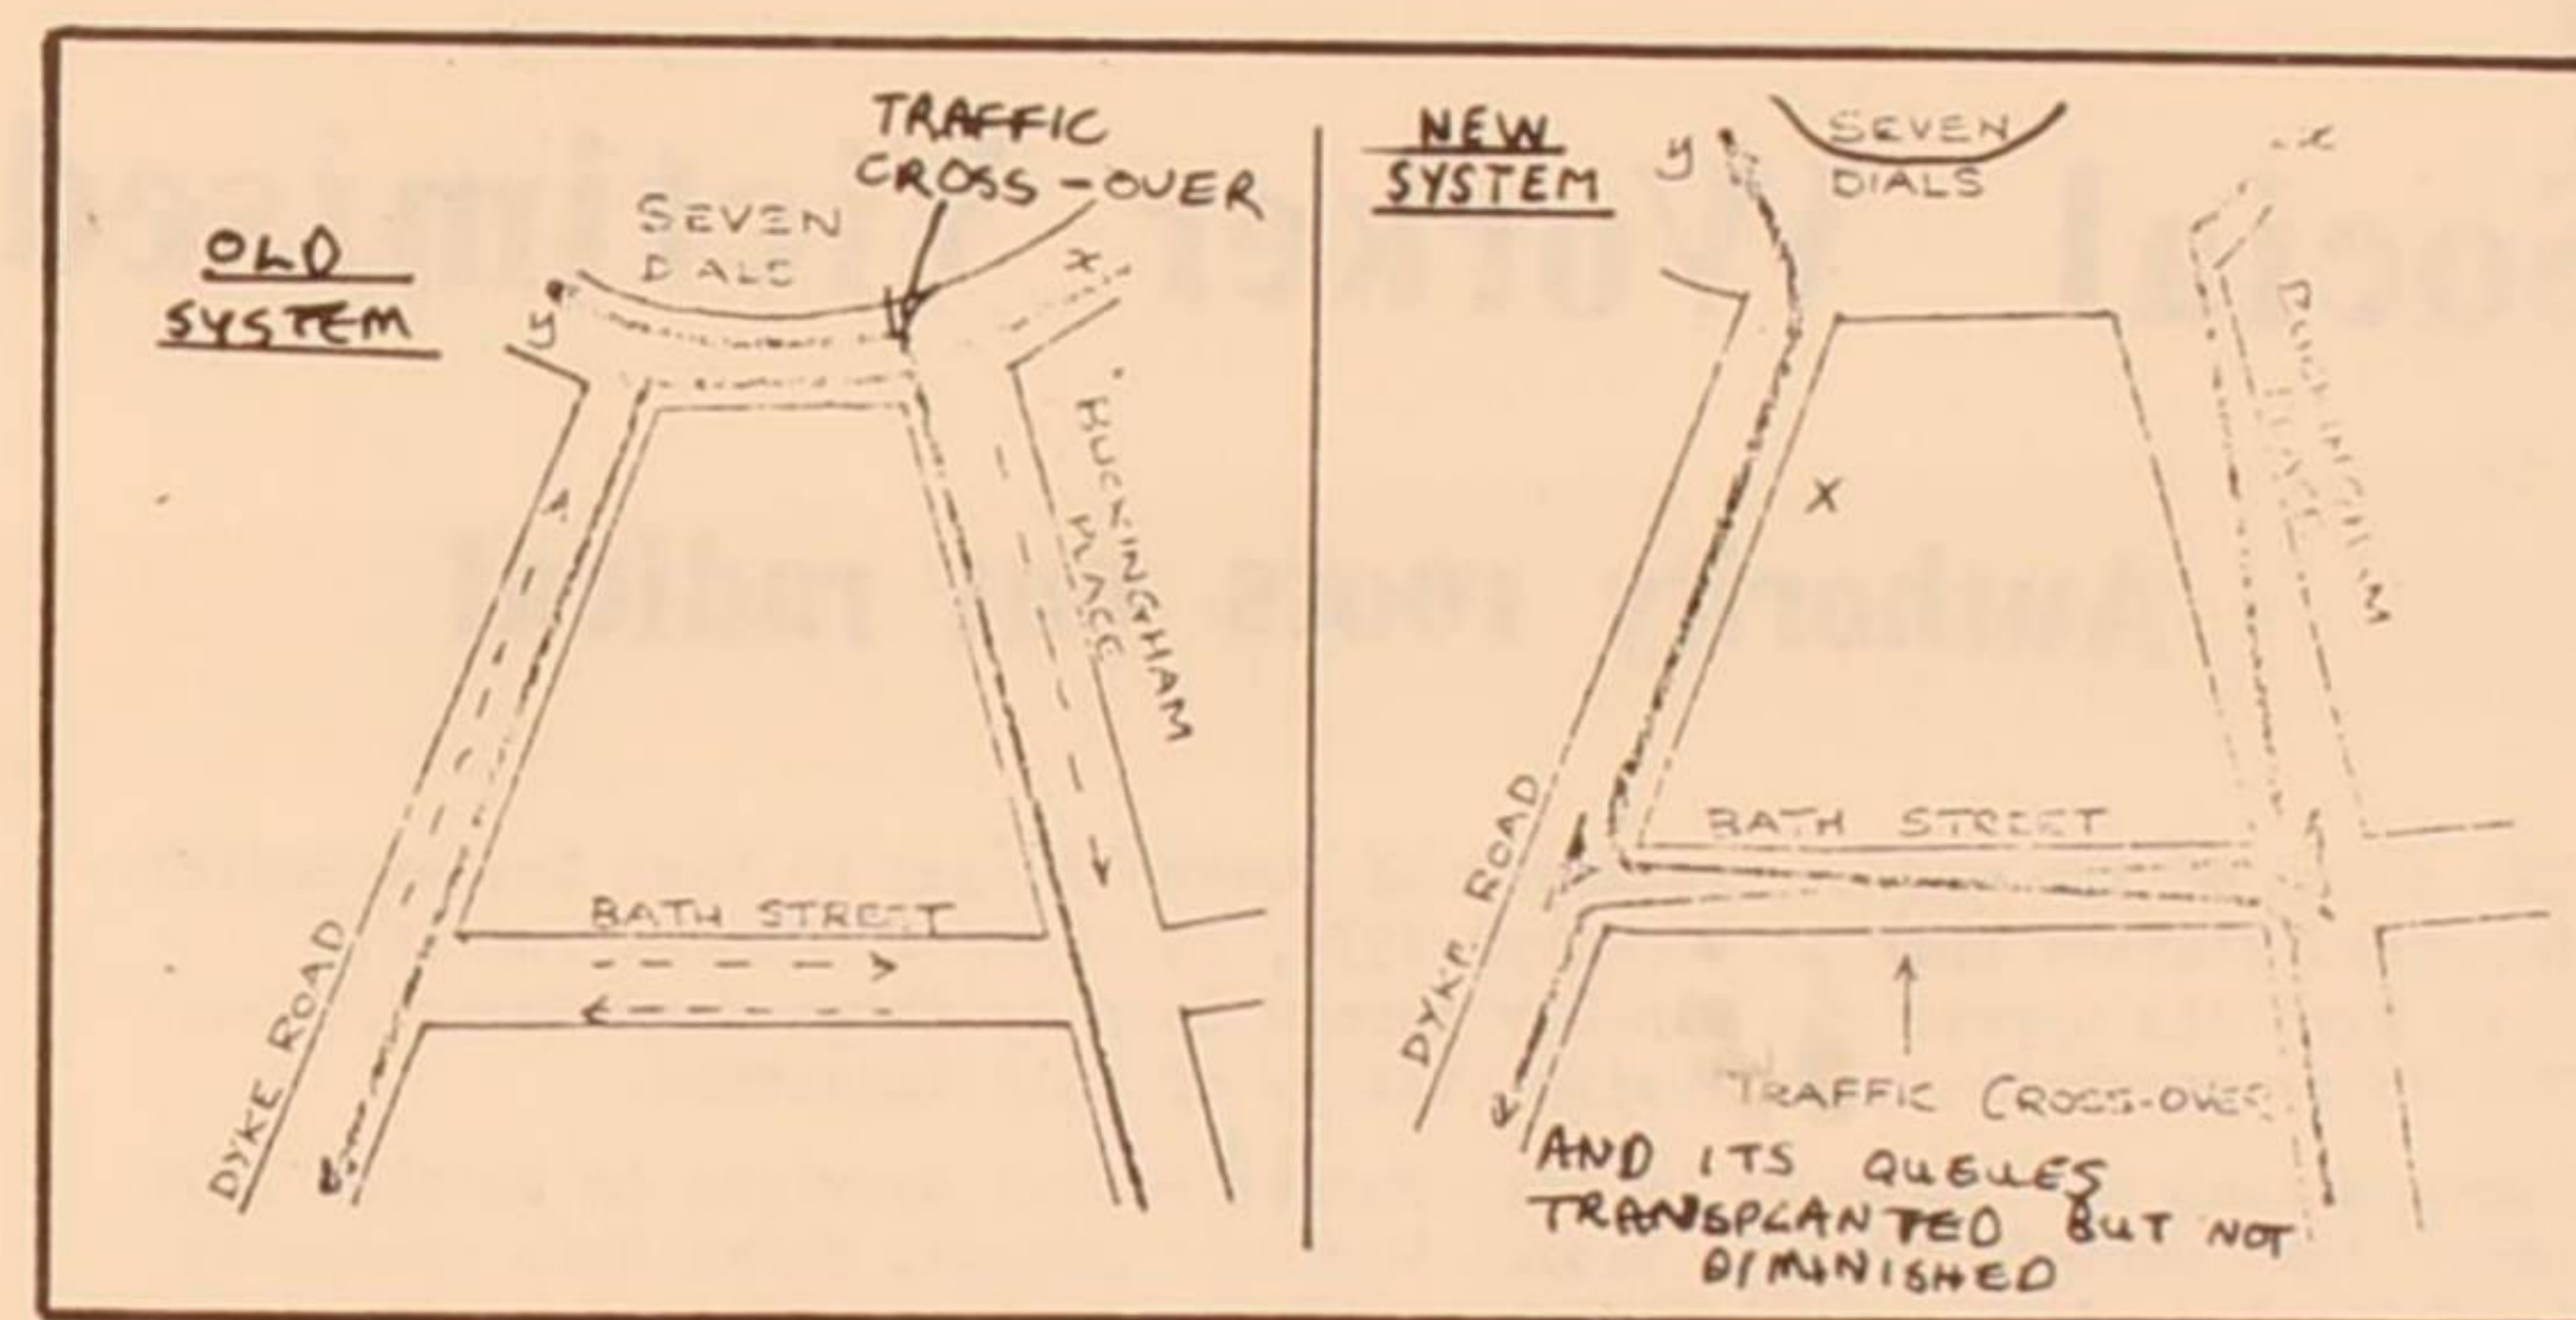 OLD
SYSTEM
SEVEN
DIALS
TRAFFIC
CROSS-OVER
y
x
BUCKINGHAM
PLACE
BATH STREET
DYKE ROAD
NEW
SYSTEM
y
SEVEN
DIALS
x
BUCKINGHAM
PLACE
X
BATH STREET
DYKE ROAD
TRAFFIC CROSS-OVER
AND ITS QUEUES
TRANSPLANTED BUT NOT
DIMINISHED